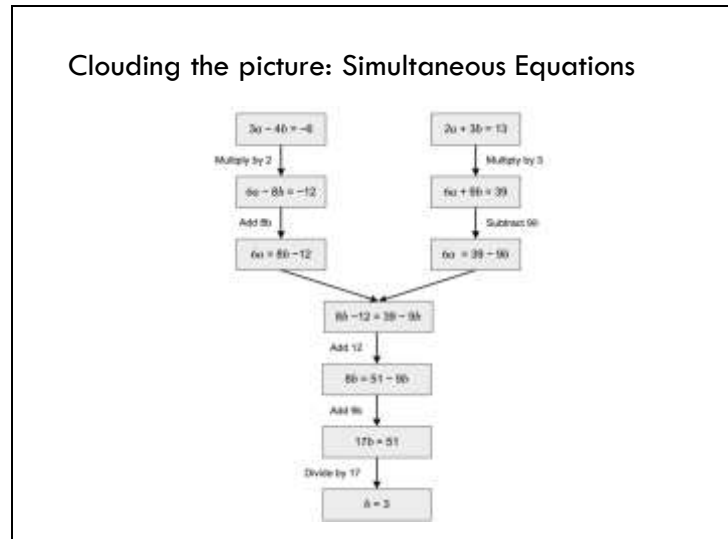 Clouding the picture: Simultaneous Equations
3a – 4b = –6
2a + 3b = 13
Multiply by 2
Multiply by 3
6a – 8b = –12
6a + 9b = 39
Add 8b
Subtract 9b
6a = 8b –12
6a = 39 – 9b
8b –12 = 39 – 9b
Add 12
8b = 51 – 9b
Add 9b
17b = 51
Divide by 17
b = 3